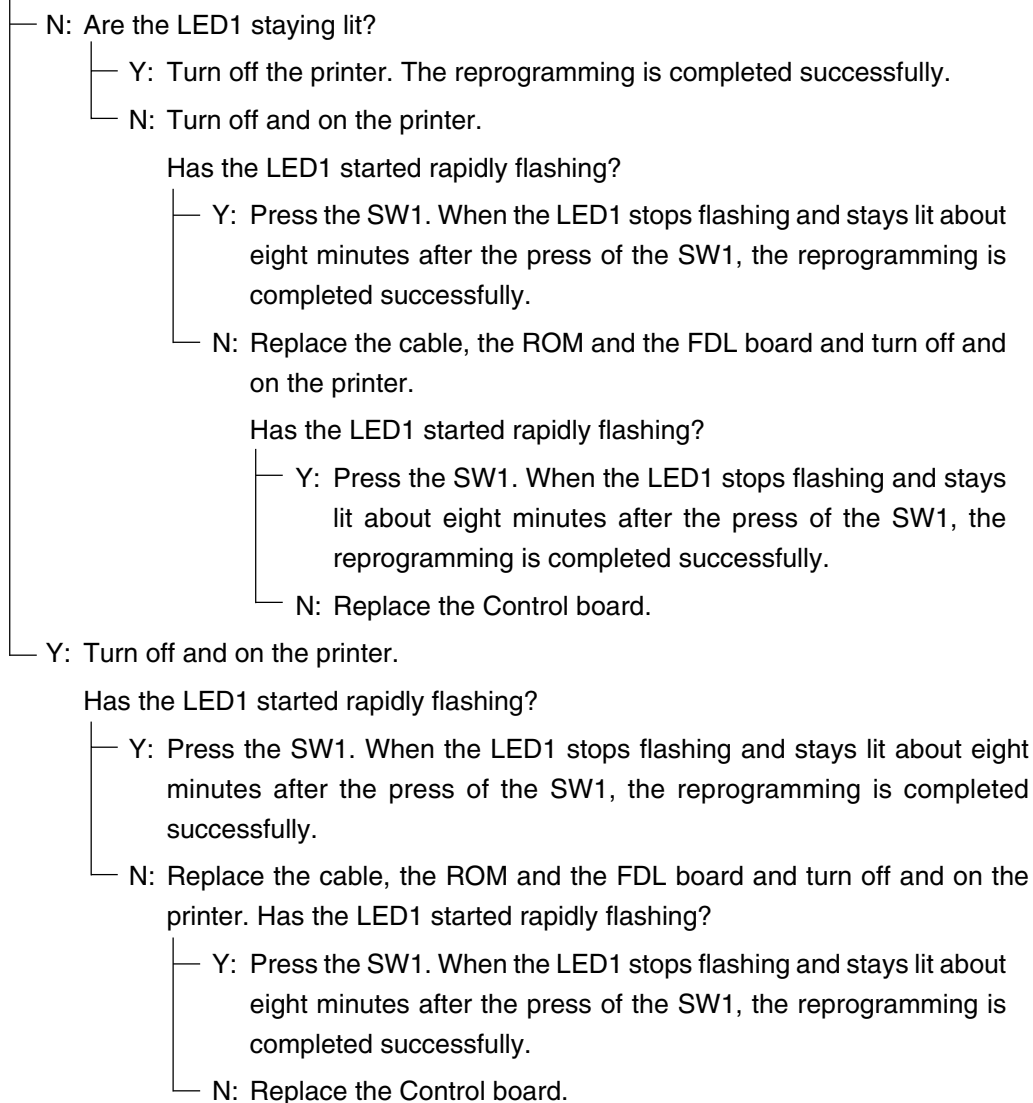 N: Are the LED1 staying lit?
Y: Turn off the printer. The reprogramming is completed successfully.
N: Turn off and on the printer.
Has the LED1 started rapidly flashing?
Y: Press the SW1. When the LED1 stops flashing and stays lit about
eight minutes after the press of the SW1, the reprogramming is
completed successfully.
N: Replace the cable, the ROM and the FDL board and turn off and
on the printer.
Has the LED1 started rapidly flashing?
Y: Press the SW1. When the LED1 stops flashing and stays
lit about eight minutes after the press of the SW1, the
reprogramming is completed successfully.
N: Replace the Control board.
Y: Turn off and on the printer.
Has the LED1 started rapidly flashing?
Y: Press the SW1. When the LED1 stops flashing and stays lit about eight
minutes after the press of the SW1, the reprogramming is completed
successfully.
N: Replace the cable, the ROM and the FDL board and turn off and on the
printer. Has the LED1 started rapidly flashing?
Y: Press the SW1. When the LED1 stops flashing and stays lit about
eight minutes after the press of the SW1, the reprogramming is
completed successfully.
N: Replace the Control board.